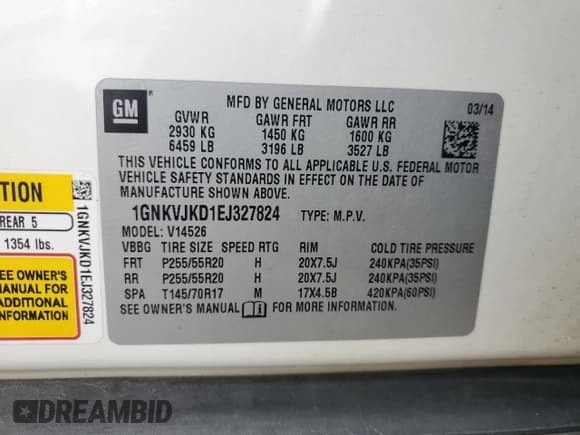 GM
MFD BY GENERAL MOTORS LLC
03/14
GVWR GAWR FRT GAWR RR
2930 KG 1450 KG 1600 KG
6459 LB 3196 LB 3527 LB
THIS VEHICLE CONFORMS TO ALL APPLICABLE U.S. FEDERAL MOTOR
VEHICLE SAFETY STANDARDS IN EFFECT ON THE DATE OF
MANUFACTURE SHOWN ABOVE.
1GNKVJKD1EJ327824 TYPE: M.P.V.
MODEL: V14526
VBBG TIRE SIZE SPEED RTG RIM COLD TIRE PRESSURE
FRT P255/55R20 H 20X7.5J 240KPA(35PSI)
RR P255/55R20 H 20X7.5J 240KPA(35PSI)
SPA T145/70R17 M 17X4.5B 420KPA(60PSI)
SEE OWNER'S MANUAL FOR MORE INFORMATION.
TION
REAR 5
1354 lbs.
SEE OWNER'S
MANUAL FOR
ADDITIONAL
INFORMATION
1GNKVJKD1EJ327824
DREAMBID